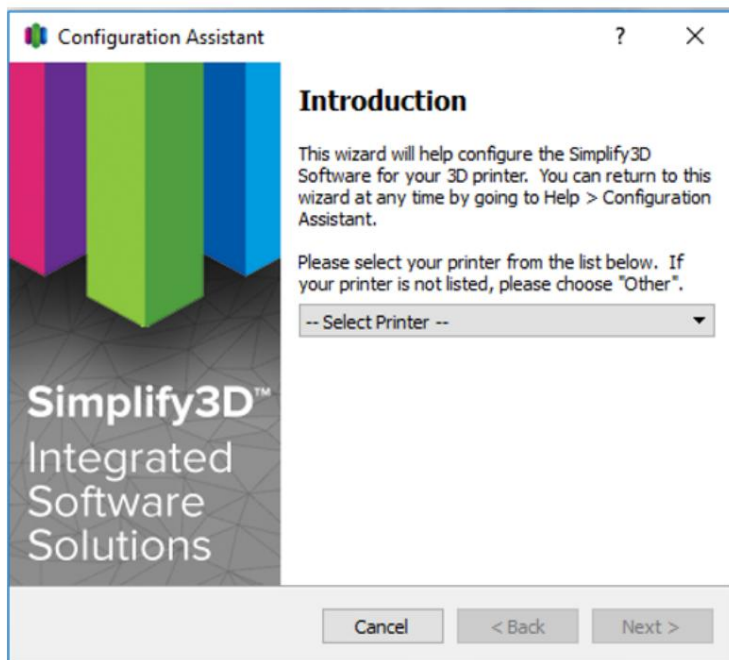 Configuration Assistant
?
Introduction
This wizard will help configure the Simplify3D
Software for your 3D printer. You can return to this
wizard at any time by going to Help > Configuration
Assistant.
Please select your printer from the list below. If
your printer is not listed, please choose "Other".
-- Select Printer --
Simplify3D™
Integrated
Software
Solutions
Cancel
< Back
Next >